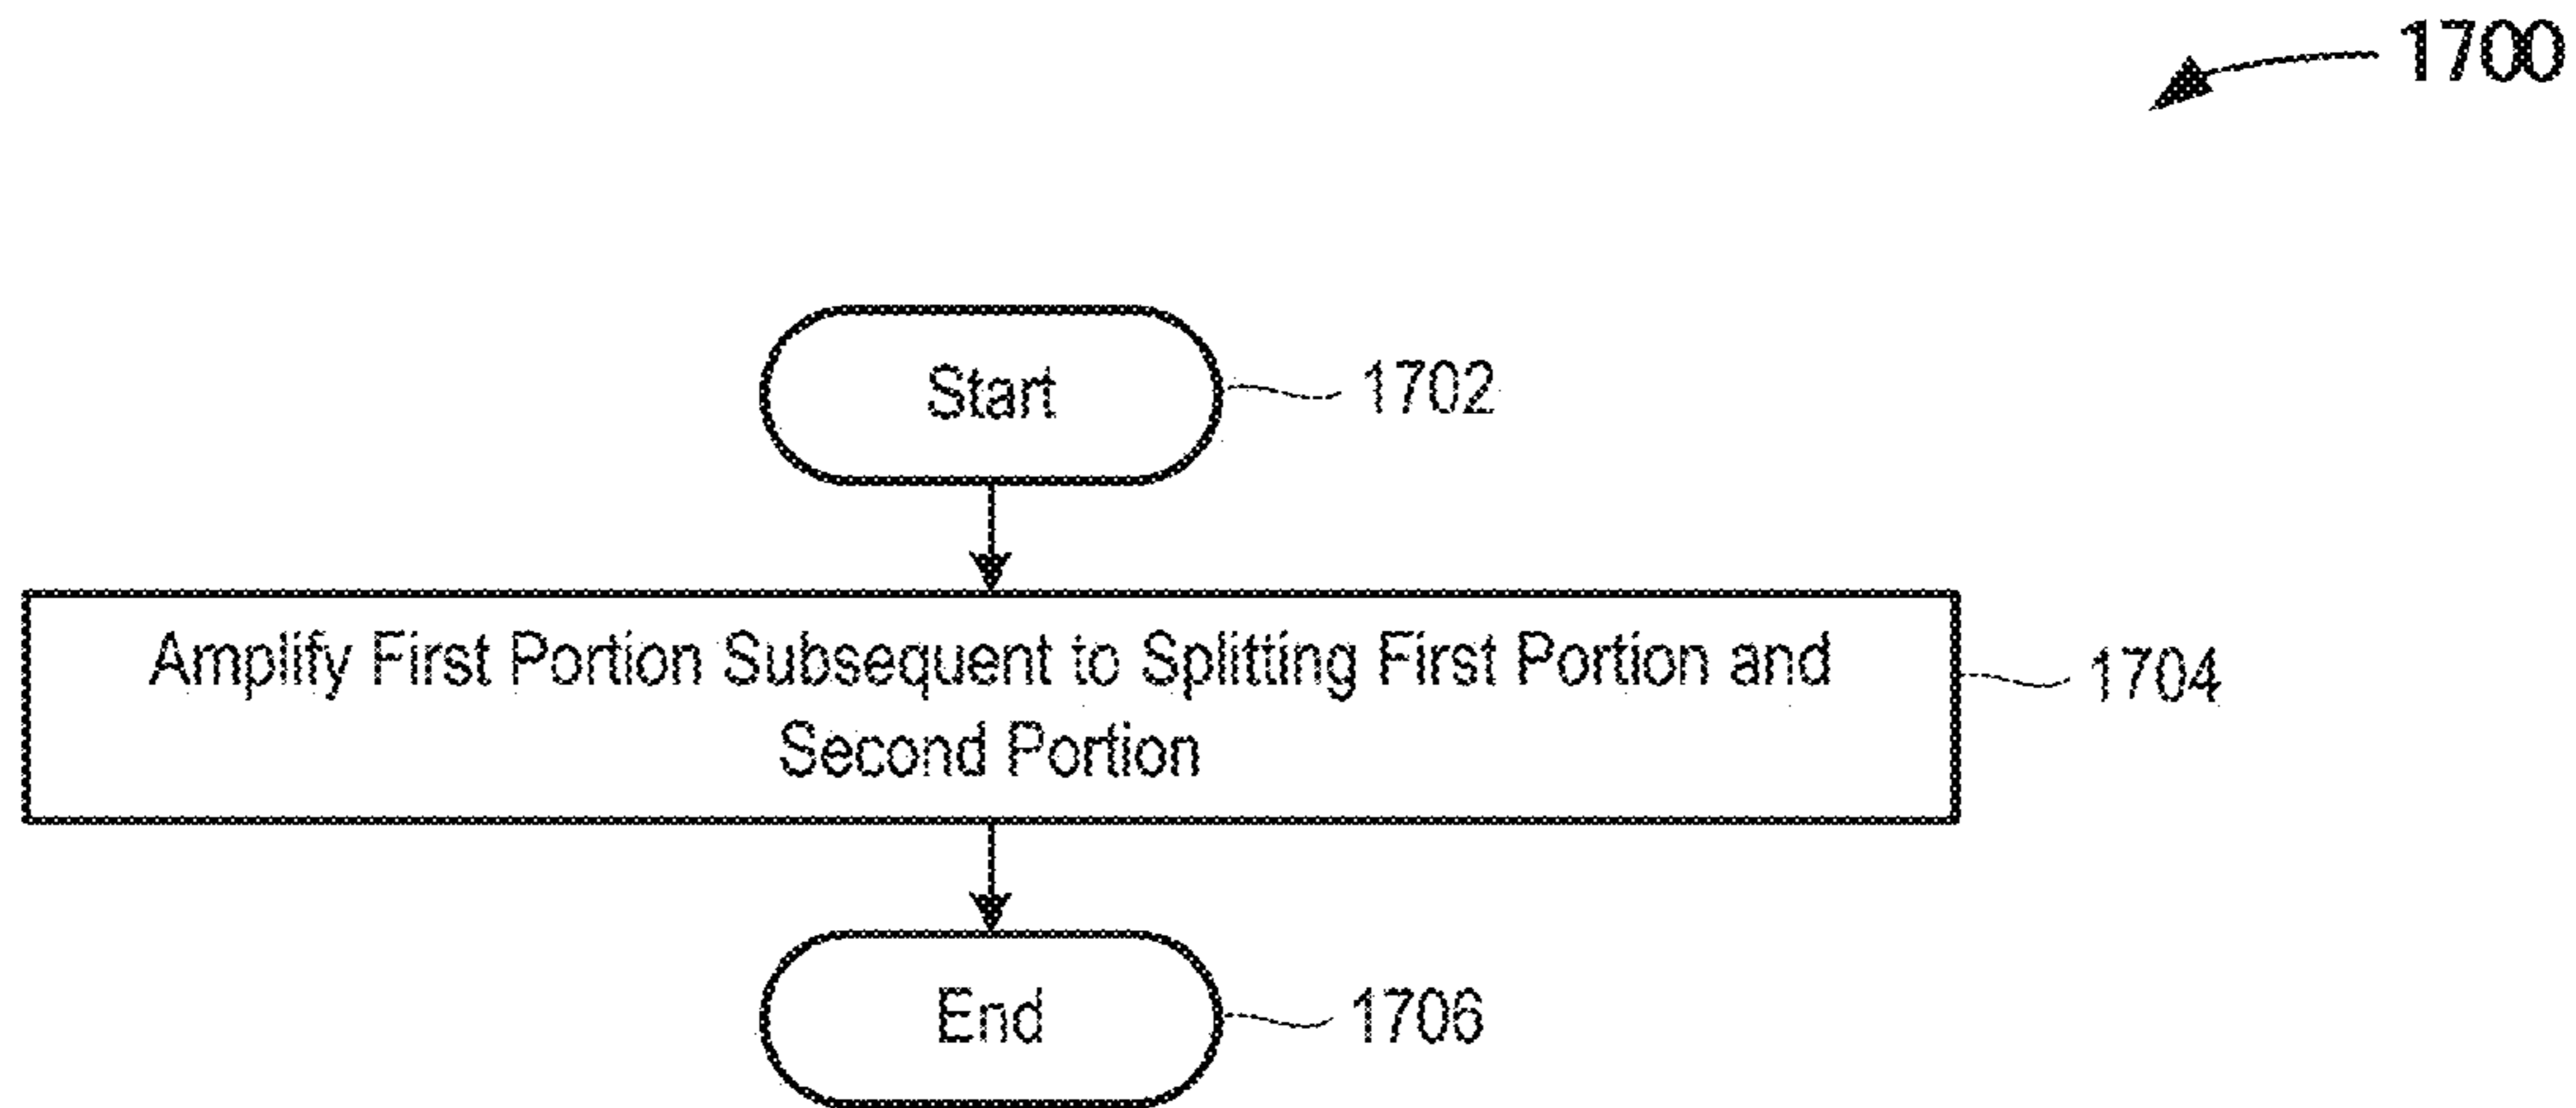 1700
Start
1702
Amplify First Portion Subsequent to Splitting First Portion and
Second Portion
1704
End
1706